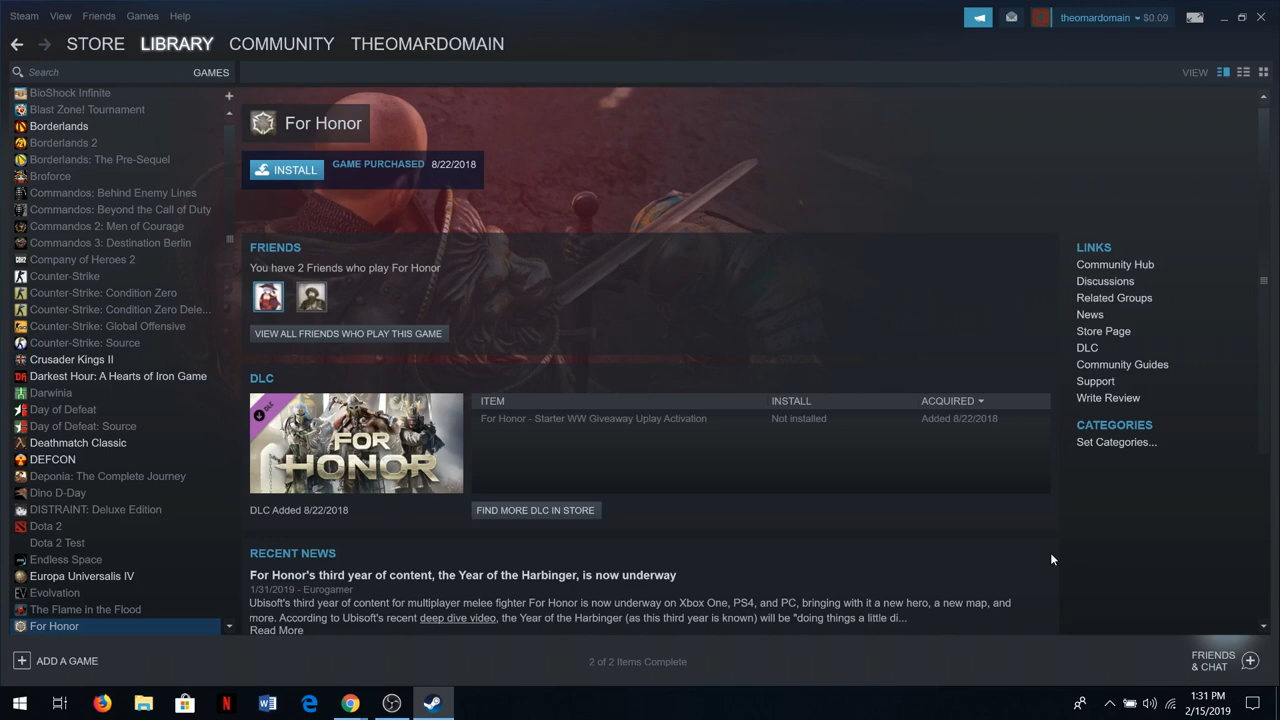 Steam View Friends Games Help
theomardomain $0.09
STORE LIBRARY COMMUNITY THEOMARDOMAIN
Search GAMES
VIEW
BioShock Infinite
Blast Zone! Tournament
Borderlands
Borderlands 2
Borderlands: The Pre-Sequel
Broforce
Commandos: Behind Enemy Lines
Commandos: Beyond the Call of Duty
Commandos 2: Men of Courage
Commandos 3: Destination Berlin
Company of Heroes 2
Counter-Strike
Counter-Strike: Condition Zero
Counter-Strike: Condition Zero Dele...
Counter-Strike: Global Offensive
Counter-Strike: Source
Crusader Kings II
Darkest Hour: A Hearts of Iron Game
Darwinia
Day of Defeat
Day of Defeat: Source
Deathmatch Classic
DEFCON
Deponia: The Complete Journey
Dino D-Day
DISTRAINT: Deluxe Edition
Dota 2
Dota 2 Test
Endless Space
Europa Universalis IV
Evolvation
The Flame in the Flood
For Honor
For Honor
INSTALL
GAME PURCHASED 8/22/2018
FRIENDS
You have 2 Friends who play For Honor
VIEW ALL FRIENDS WHO PLAY THIS GAME
DLC
DLC
FOR
HONOR
ITEM INSTALL ACQUIRED
For Honor - Starter WW Giveaway Uplay Activation Not installed Added 8/22/2018
DLC Added 8/22/2018
FIND MORE DLC IN STORE
RECENT NEWS
For Honor's third year of content, the Year of the Harbinger, is now underway
1/31/2019 - Eurogamer
Ubisoft's third year of content for multiplayer melee fighter For Honor is now underway on Xbox One, PS4, and PC, bringing with it a new hero, a new map, and
more. According to Ubisoft's recent deep dive video, the Year of the Harbinger (as this third year is known) will be "doing things a little di...
Read More
LINKS
Community Hub
Discussions
Related Groups
News
Store Page
DLC
Community Guides
Support
Write Review
CATEGORIES
Set Categories...
ADD A GAME
2 of 2 Items Complete
FRIENDS
& CHAT
1:31 PM
2/15/2019